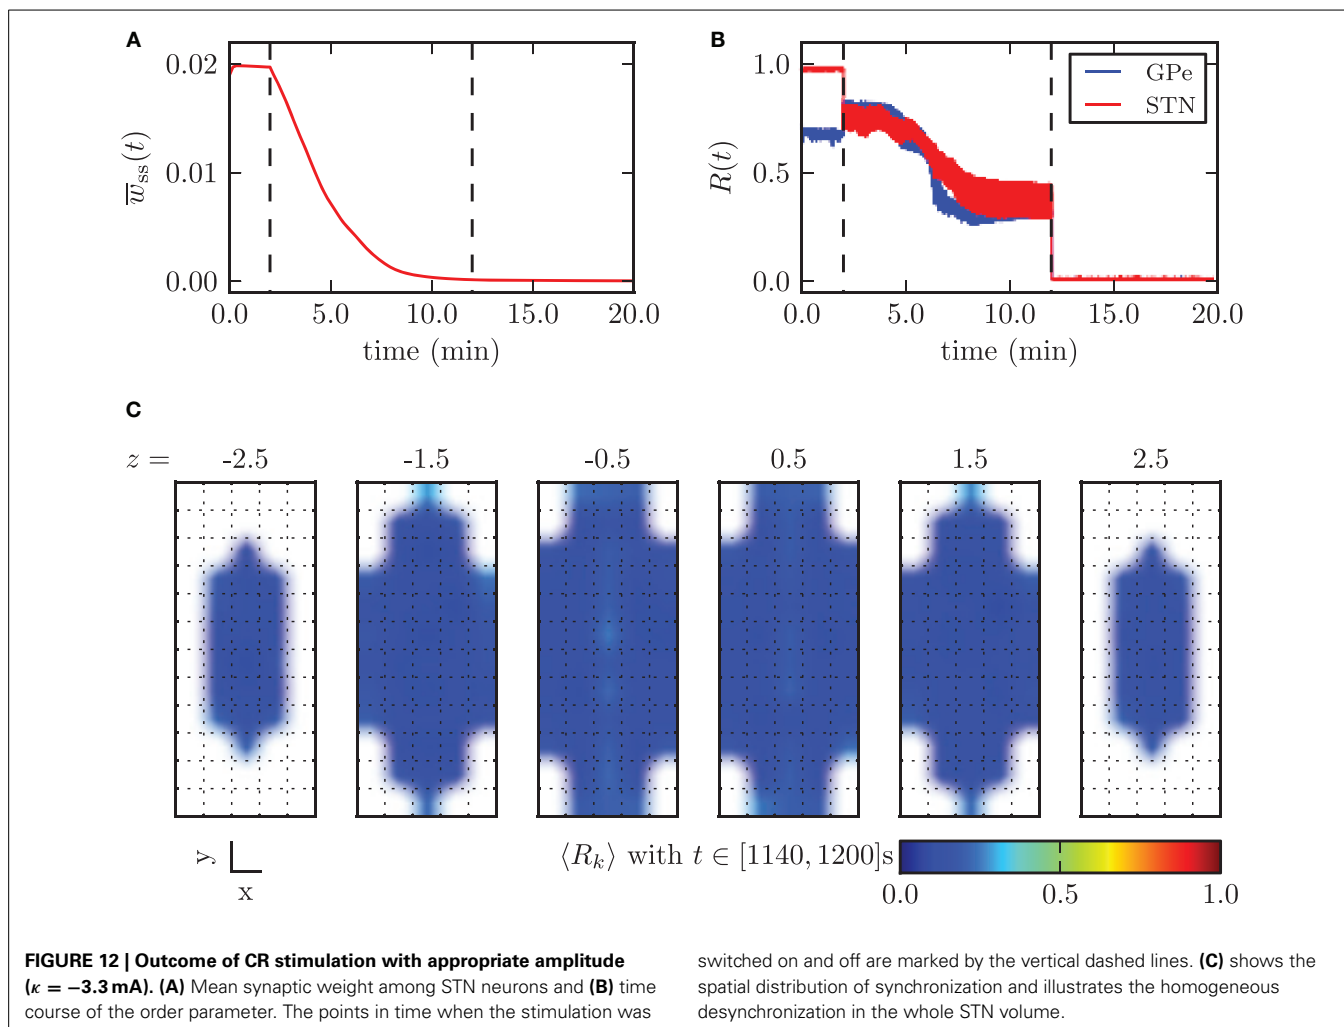 A
0.02
0.01
0.00
w̅ss(t)
0.0 5.0 10.0 15.0 20.0
time (min)
B
1.0
0.5
0.0
R(t)
GPe
STN
0.0 5.0 10.0 15.0 20.0
time (min)
C
z = -2.5 -1.5 -0.5 0.5 1.5 2.5
y
x
⟨Rk⟩ with t ∈ [1140, 1200]s
0.0 0.5 1.0
FIGURE 12 | Outcome of CR stimulation with appropriate amplitude
(κ = −3.3 mA). (A) Mean synaptic weight among STN neurons and (B) time
course of the order parameter. The points in time when the stimulation was
switched on and off are marked by the vertical dashed lines. (C) shows the
spatial distribution of synchronization and illustrates the homogeneous
desynchronization in the whole STN volume.